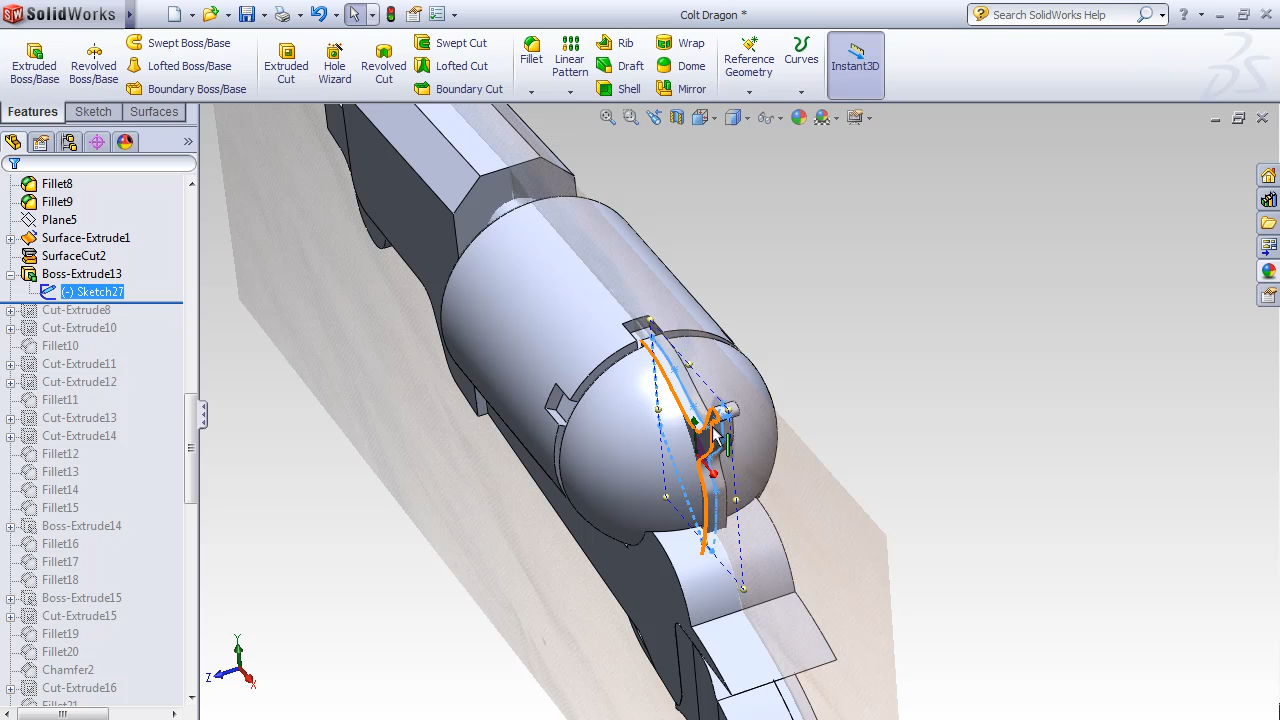 SolidWorks
Colt Dragon *
Search SolidWorks Help
Extruded Boss/Base
Revolved Boss/Base
Swept Boss/Base
Lofted Boss/Base
Boundary Boss/Base
Extruded Cut
Hole Wizard
Revolved Cut
Swept Cut
Lofted Cut
Boundary Cut
Fillet
Linear Pattern
Rib
Draft
Shell
Wrap
Dome
Mirror
Reference Geometry
Curves
Instant3D
Features
Sketch
Surfaces
Fillet8
Fillet9
Plane5
Surface-Extrude1
SurfaceCut2
Boss-Extrude13
(-) Sketch27
Cut-Extrude8
Cut-Extrude10
Fillet10
Cut-Extrude11
Cut-Extrude12
Fillet11
Cut-Extrude13
Cut-Extrude14
Fillet12
Fillet13
Fillet14
Fillet15
Boss-Extrude14
Fillet16
Fillet17
Fillet18
Boss-Extrude15
Cut-Extrude15
Fillet19
Fillet20
Chamfer2
Cut-Extrude16
Fillet21
Y
Z
X